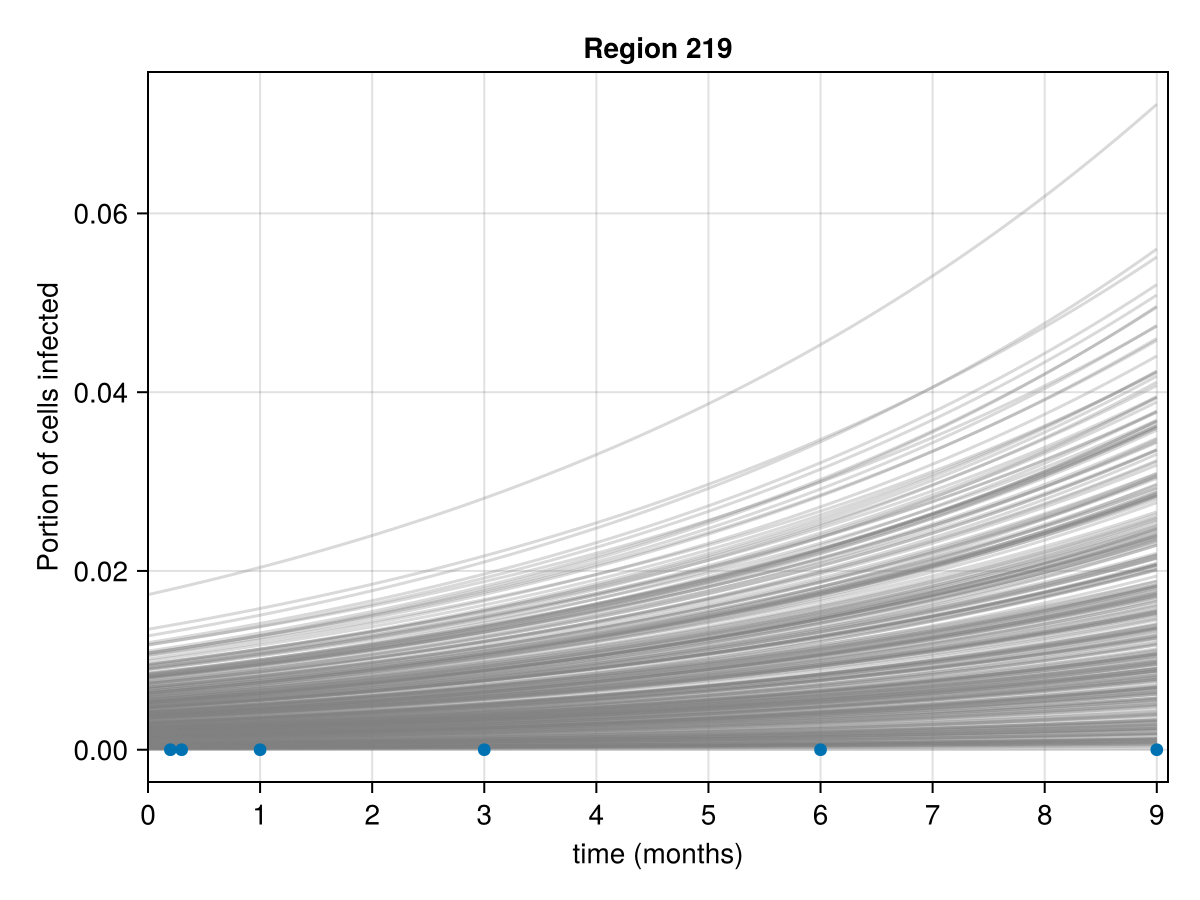 Region 219
Portion of cells infected
0.06
0.04
0.02
0.00
0 1 2 3 4 5 6 7 8 9
time (months)